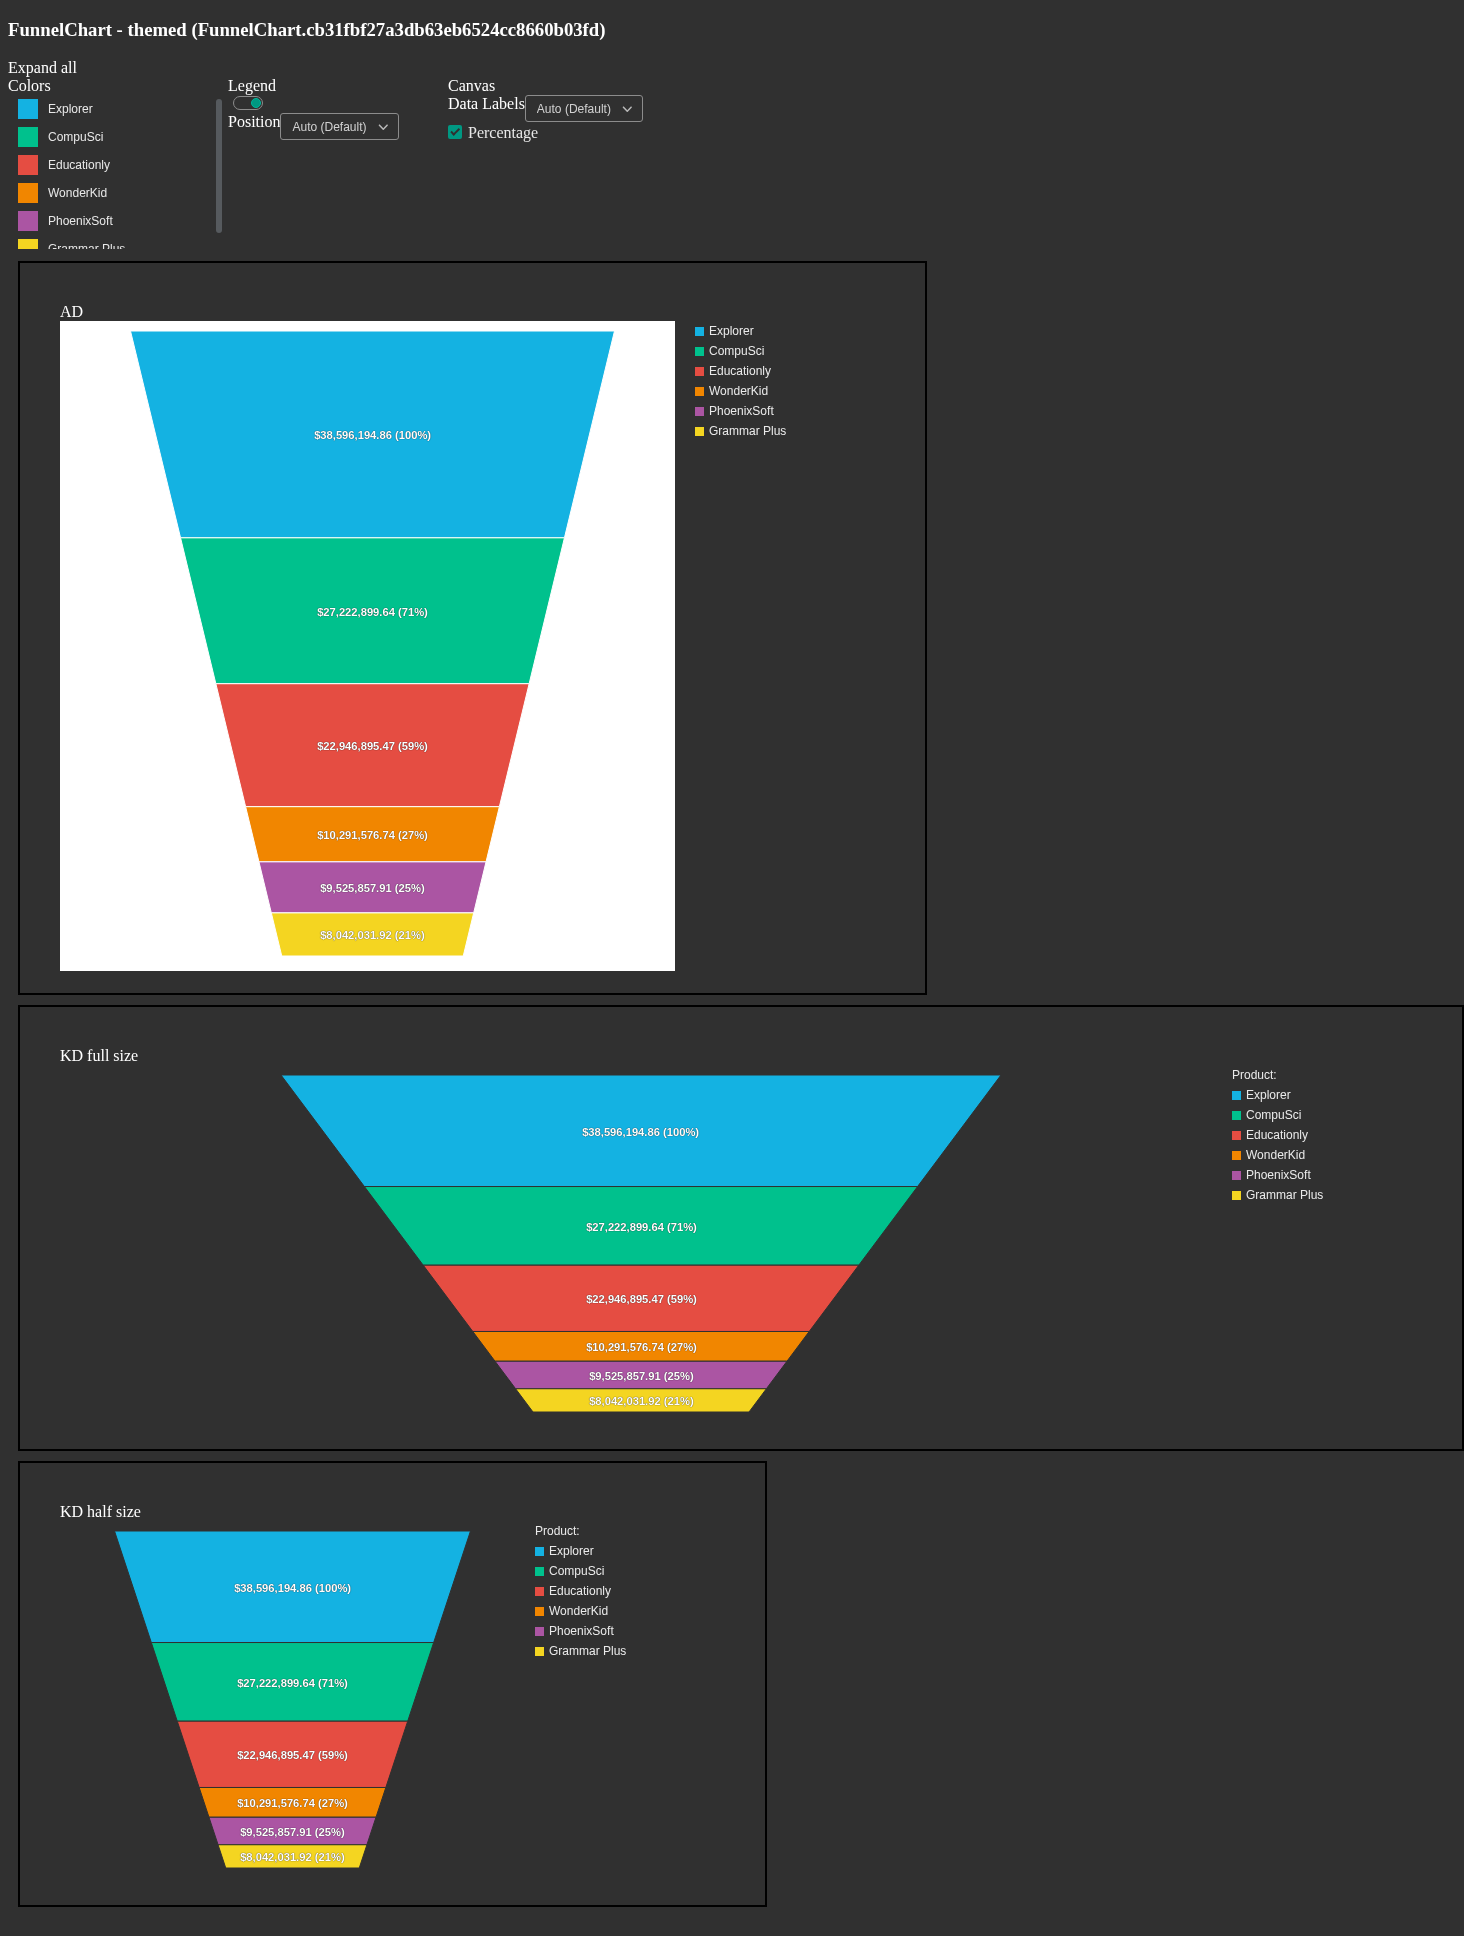 FunnelChart - themed (FunnelChart.cb31fbf27a3db63eb6524cc8660b03fd)
Expand all
Colors
Explorer
CompuSci
Educationly
WonderKid
PhoenixSoft
Grammar Plus
Legend
Position Auto (Default)
Canvas
Data Labels Auto (Default)
Percentage
AD
$38,596,194.86 (100%)
$27,222,899.64 (71%)
$22,946,895.47 (59%)
$10,291,576.74 (27%)
$9,525,857.91 (25%)
$8,042,031.92 (21%)
Explorer
CompuSci
Educationly
WonderKid
PhoenixSoft
Grammar Plus
KD full size
$38,596,194.86 (100%)
$27,222,899.64 (71%)
$22,946,895.47 (59%)
$10,291,576.74 (27%)
$9,525,857.91 (25%)
$8,042,031.92 (21%)
Product:
Explorer
CompuSci
Educationly
WonderKid
PhoenixSoft
Grammar Plus
KD half size
$38,596,194.86 (100%)
$27,222,899.64 (71%)
$22,946,895.47 (59%)
$10,291,576.74 (27%)
$9,525,857.91 (25%)
$8,042,031.92 (21%)
Product:
Explorer
CompuSci
Educationly
WonderKid
PhoenixSoft
Grammar Plus